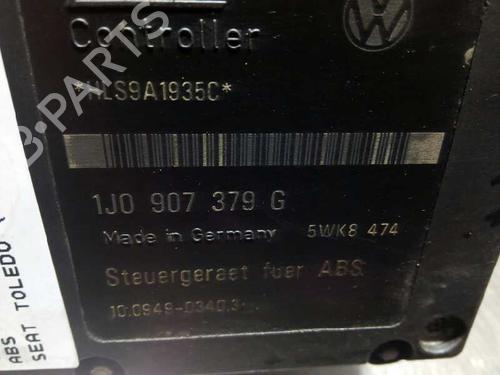 Controller
*HLS9A1935C*
1J0 907 379 G
Made in Germany 5WK8 474
Steuergeraet fuer ABS
10.0949-0340.3
B-PARTS
ABS
SEAT TOLEDO